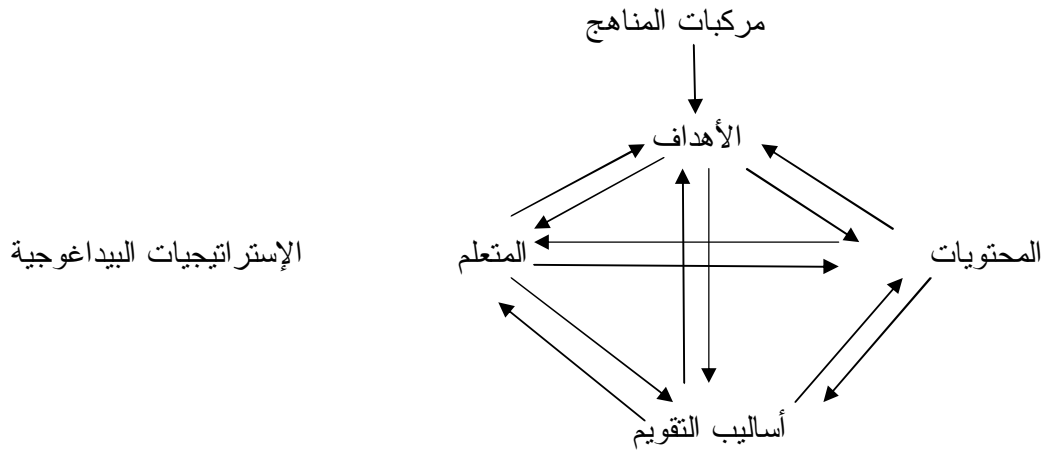 مركبات المناهج
الأهداف
المحتويات
المتعلم
الإستراتيجيات البيداغوجية
أساليب التقويم